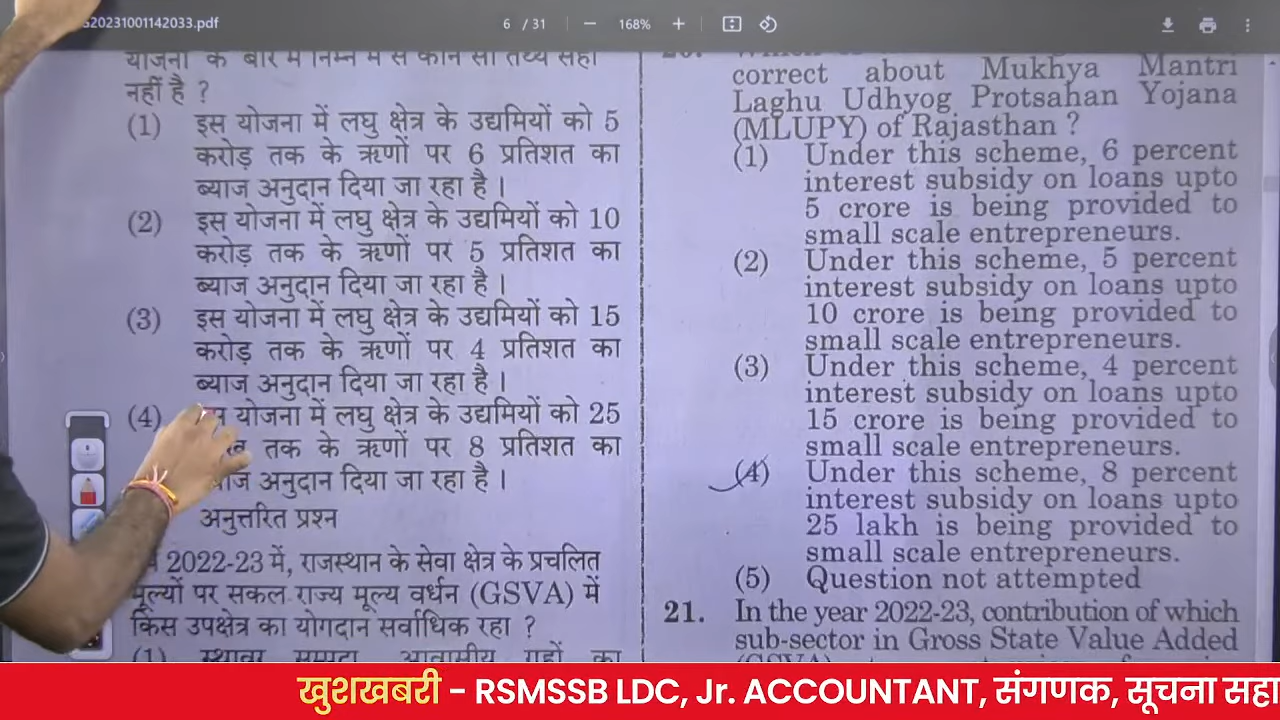 S20231001142033.pdf
6 / 31
168%
योजना के बारे में निम्न में से कौन सा तथ्य सही
नहीं है ?
(1) इस योजना में लघु क्षेत्र के उद्यमियों को 5
करोड़ तक के ऋणों पर 6 प्रतिशत का
ब्याज अनुदान दिया जा रहा है ।
(2) इस योजना में लघु क्षेत्र के उद्यमियों को 10
करोड़ तक के ऋणों पर 5 प्रतिशत का
ब्याज अनुदान दिया जा रहा है ।
(3) इस योजना में लघु क्षेत्र के उद्यमियों को 15
करोड़ तक के ऋणों पर 4 प्रतिशत का
ब्याज अनुदान दिया जा रहा है ।
(4) योजना में लघु क्षेत्र के उद्यमियों को 25
तक के ऋणों पर 8 प्रतिशत का
अनुदान दिया जा रहा है ।
अनुत्तरित प्रश्न
2022-23 में, राजस्थान के सेवा क्षेत्र के प्रचलित
मूल्यों पर सकल राज्य मूल्य वर्धन (GSVA) में
किस उपक्षेत्र का योगदान सर्वाधिक रहा ?
(1) स्थावर सम्पदा, आवासीय गृहों का
correct about Mukhya Mantri
Laghu Udhyog Protsahan Yojana
(MLUPY) of Rajasthan ?
(1) Under this scheme, 6 percent
interest subsidy on loans upto
5 crore is being provided to
small scale entrepreneurs.
(2) Under this scheme, 5 percent
interest subsidy on loans upto
10 crore is being provided to
small scale entrepreneurs.
(3) Under this scheme, 4 percent
interest subsidy on loans upto
15 crore is being provided to
small scale entrepreneurs.
(4) Under this scheme, 8 percent
interest subsidy on loans upto
25 lakh is being provided to
small scale entrepreneurs.
(5) Question not attempted
21. In the year 2022-23, contribution of which
sub-sector in Gross State Value Added
खुशखबरी - RSMSSB LDC, Jr. ACCOUNTANT, संगणक, सूचना सहा